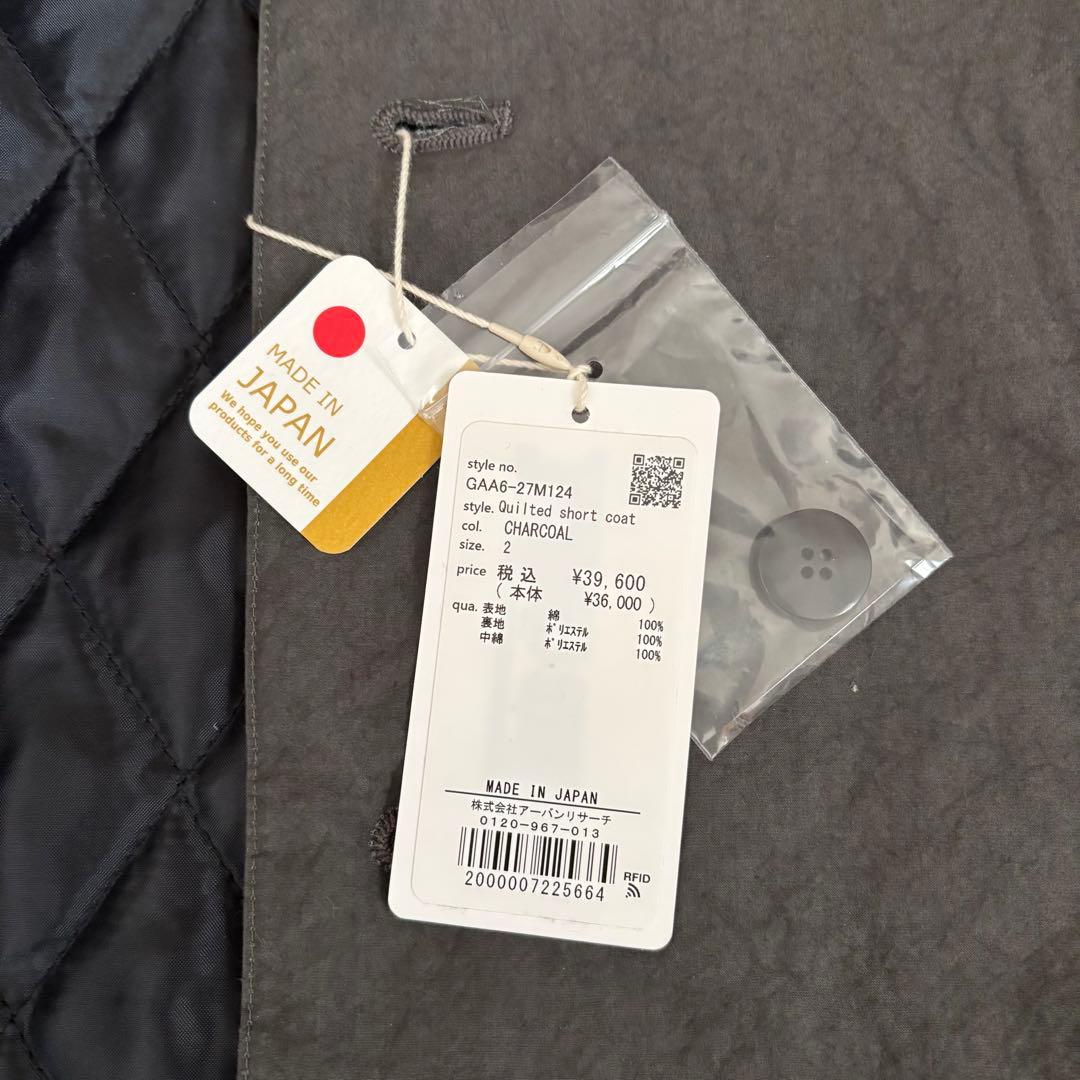 MADE IN
JAPAN
We hope you use our
products for a long time
style no.
GAA6-27M124
style. Quilted short coat
col. CHARCOAL
size. 2
price 税込 ¥39,600
(本体 ¥36,000)
qua. 表地 綿 100%
裏地 ﾎﾟﾘｴｽﾃﾙ 100%
中綿 ﾎﾟﾘｴｽﾃﾙ 100%
MADE IN JAPAN
株式会社アーバンリサーチ
0120-967-013
2000007225664
RFID